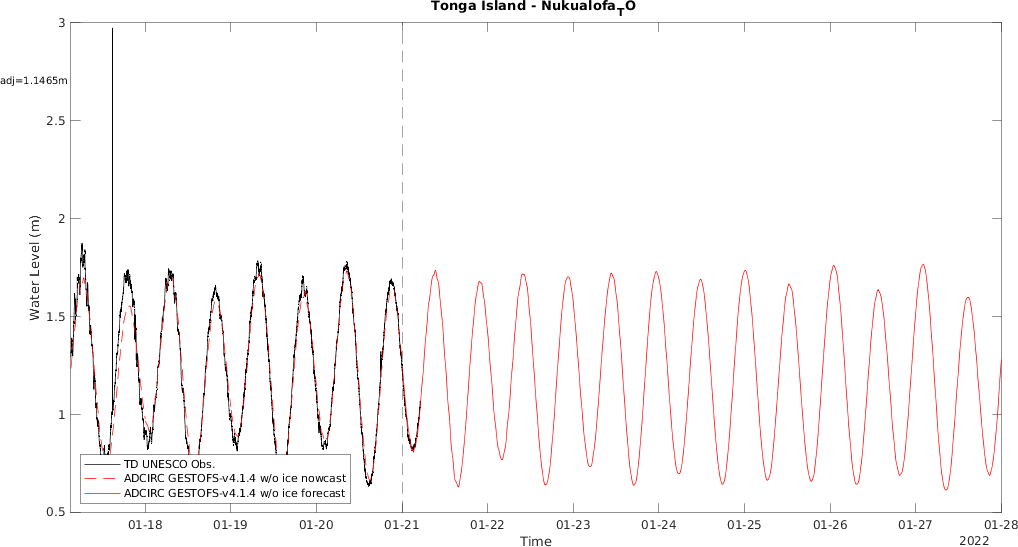 Tonga Island - NukualofaTO
adj=1.1465m
3
2.5
2
1.5
1
0.5
Water Level (m)
TD UNESCO Obs.
ADCIRC GESTOFS-v4.1.4 w/o ice nowcast
ADCIRC GESTOFS-v4.1.4 w/o ice forecast
01-18 01-19 01-20 01-21 01-22 01-23 01-24 01-25 01-26 01-27 01-28
Time
2022